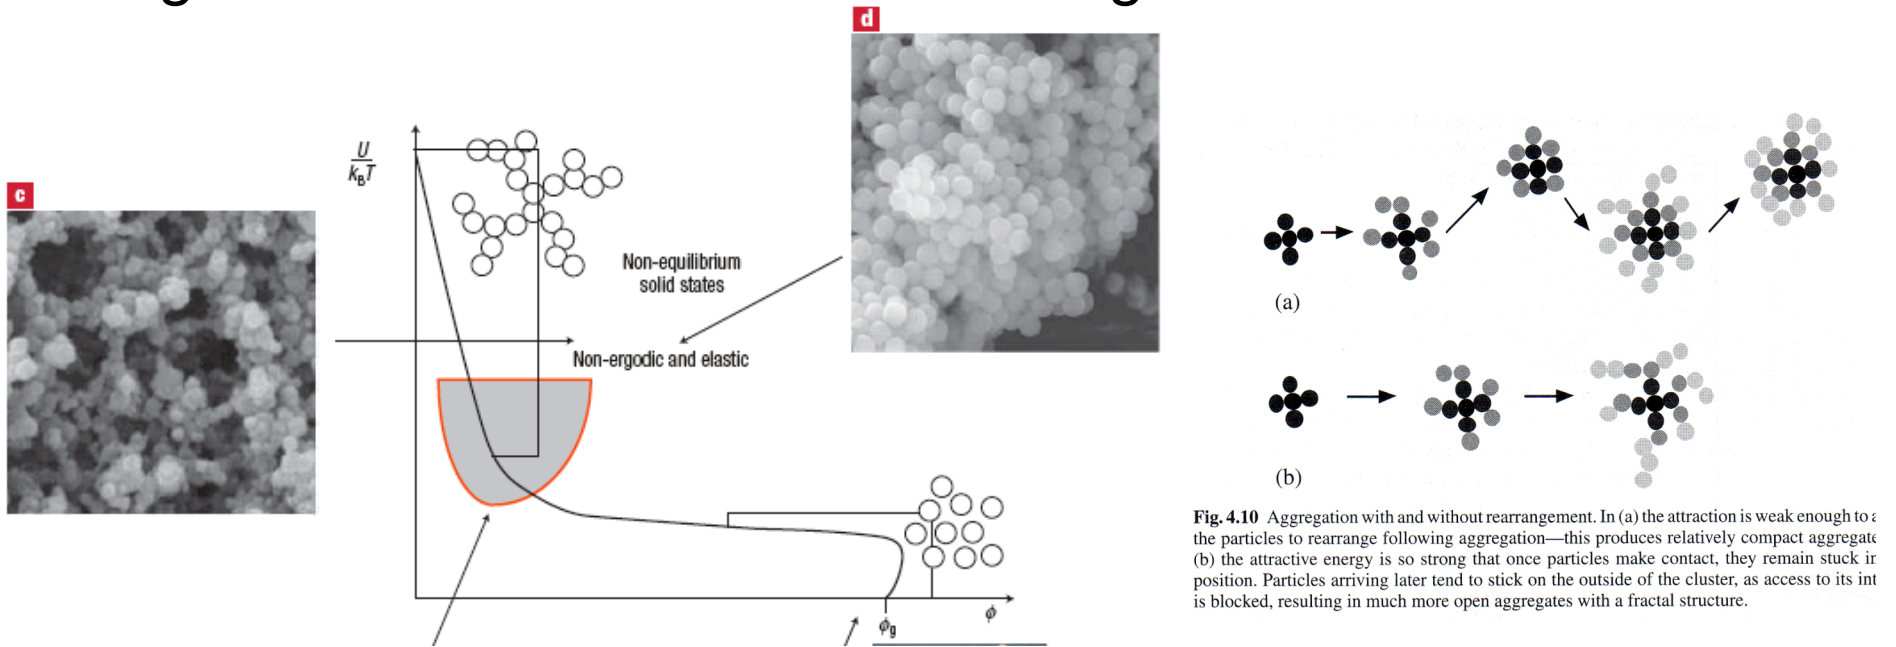 c
d
U
k_BT
Non-equilibrium
solid states
Non-ergodic and elastic
ϕ
ϕg
(a)
(b)
Fig. 4.10 Aggregation with and without rearrangement. In (a) the attraction is weak enough to
the particles to rearrange following aggregation—this produces relatively compact
(b) the attractive energy is so strong that once particles make contact, they remain stuck
position. Particles arriving later tend to stick on the outside of the cluster, as access to its
is blocked, resulting in much more open aggregates with a fractal structure.